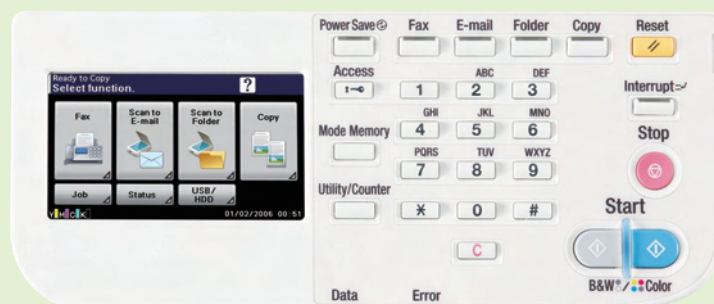 Power Save Fax E-mail Folder Copy Reset
Ready to Copy
Select function.
?
Fax
Scan to
E-mail
Scan to
Folder
Copy
Job
Status
USB/
HDD
Y M C K
01/02/2006 00:51
Access
ABC DEF
1 2 3
Interrupt
GHI JKL MNO
Mode Memory
4 5 6
Stop
PQRS TUV WXYZ
7 8 9
Utility/Counter
* 0 #
Start
C
B&W / Color
Data Error